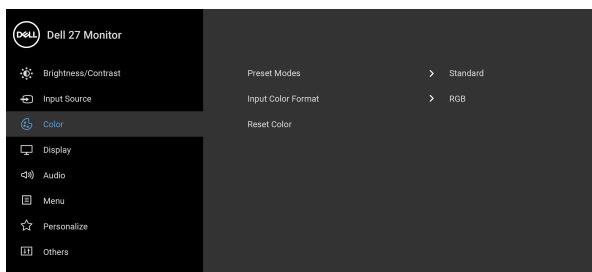 DELL Dell 27 Monitor
Brightness/Contrast
Preset Modes > Standard
Input Source
Input Color Format > RGB
Color
Reset Color
Display
Audio
Menu
Personalize
Others